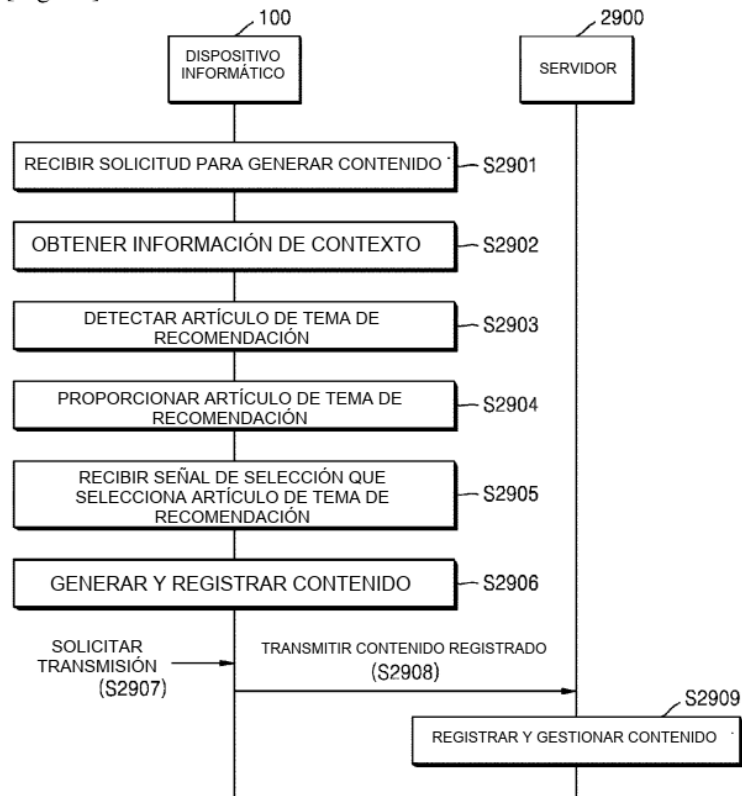 100
2900
DISPOSITIVO
INFORMÁTICO
SERVIDOR
RECIBIR SOLICITUD PARA GENERAR CONTENIDO
S2901
OBTENER INFORMACIÓN DE CONTEXTO
S2902
DETECTAR ARTÍCULO DE TEMA DE
RECOMENDACIÓN
S2903
PROPORCIONAR ARTÍCULO DE TEMA DE
RECOMENDACIÓN
S2904
RECIBIR SEÑAL DE SELECCIÓN QUE
SELECCIONA ARTÍCULO DE TEMA DE
RECOMENDACIÓN
S2905
GENERAR Y REGISTRAR CONTENIDO
S2906
SOLICITAR
TRANSMISIÓN
(S2907)
TRANSMITIR CONTENIDO REGISTRADO
(S2908)
S2909
REGISTRAR Y GESTIONAR CONTENIDO